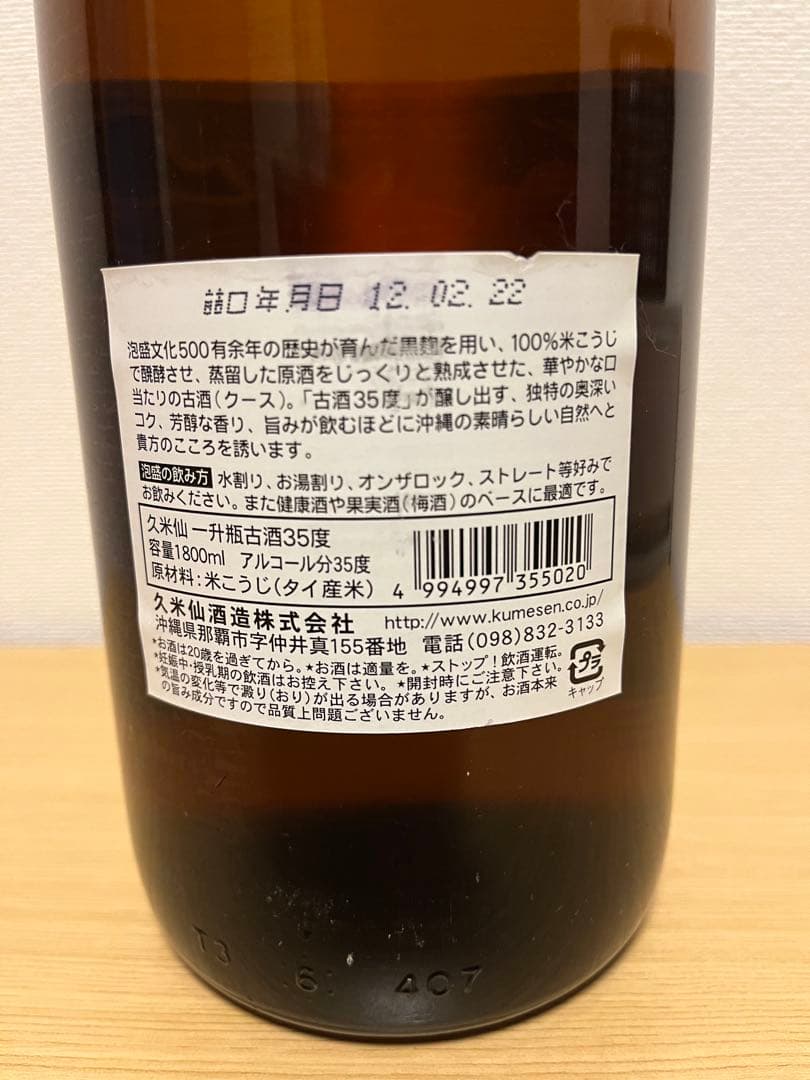 詰口年月日 12. 02. 22
泡盛文化500有余年の歴史が育んだ黒麹を用い、100%米こうじ
で醗酵させ、蒸留した原酒をじっくりと熟成させた、華やかな口
当たりの古酒(クース)。「古酒35度」が醸し出す、独特の奥深い
コク、芳醇な香り、旨みが飲むほどに沖縄の素晴らしい自然へと
貴方のこころを誘います。
泡盛の飲み方 水割り、お湯割り、オンザロック、ストレート等好みで
お飲みください。また健康酒や果実酒(梅酒)のベースに最適です。
久米仙 一升瓶古酒35度
容量1800ml アルコール分35度
原材料:米こうじ(タイ産米)
4 994997 355020
久米仙酒造株式会社 http://www.kumesen.co.jp/
沖縄県那覇市字仲井真155番地 電話(098)832-3133
★お酒は20歳を過ぎてから。★お酒は適量を。★ストップ!飲酒運転。
★妊娠中・授乳期の飲酒はお控え下さい。 ★開封時にご注意下さい。
★気温の変化等で澱り(おり)が出る場合がありますが、お酒本来
の旨み成分ですので品質上問題ございません。
プラ
キャップ
T3 6 407